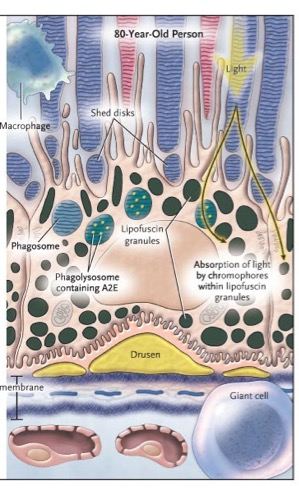 80-Year-Old Person
Light
Shed disks
Macrophage
Lipofuscin
granules
Phagosome
Phagolysosome
containing A2E
Absorption of light
by chromophores
within lipofuscin
granules
Drusen
membrane
Giant cell